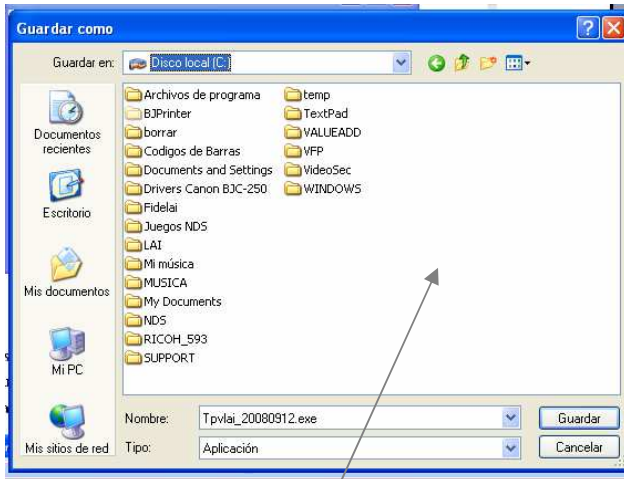 Guardar como
Guardar en:
Disco local (C:)
Documentos
recientes
Escritorio
Mis documentos
Mi PC
Mis sitios de red
Archivos de programa
BJPrinter
borrar
Codigos de Barras
Documents and Settings
Drivers Canon BJC-250
Fidelai
Juegos NDS
LAI
Mi música
MUSICA
My Documents
NDS
RICOH_593
SUPPORT
temp
TextPad
VALUEADD
VFP
VideoSec
WINDOWS
Nombre:
Tpvlai_20080912.exe
Guardar
Tipo:
Aplicación
Cancelar